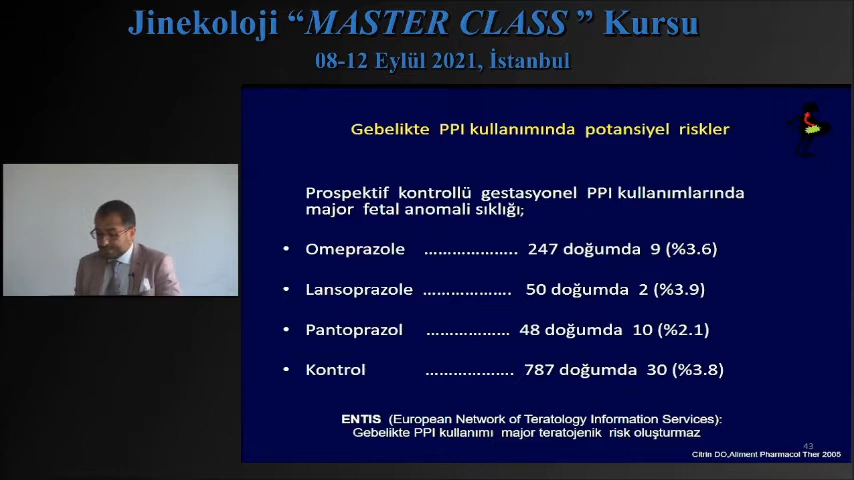 Jinekoloji “MASTER CLASS ” Kursu
08-12 Eylül 2021, İstanbul
Gebelikte PPI kullanımında potansiyel riskler
Prospektif kontrollü gestasyonel PPI kullanımlarında
major fetal anomali sıklığı;
• Omeprazole ……………….. 247 doğumda 9 (%3.6)
• Lansoprazole ………………. 50 doğumda 2 (%3.9)
• Pantoprazol ……………… 48 doğumda 10 (%2.1)
• Kontrol ………………. 787 doğumda 30 (%3.8)
ENTIS (European Network of Teratology Information Services):
Gebelikte PPI kullanımı major teratojenik risk oluşturmaz
43
Citrin DO,Aliment Pharmacol Ther 2005